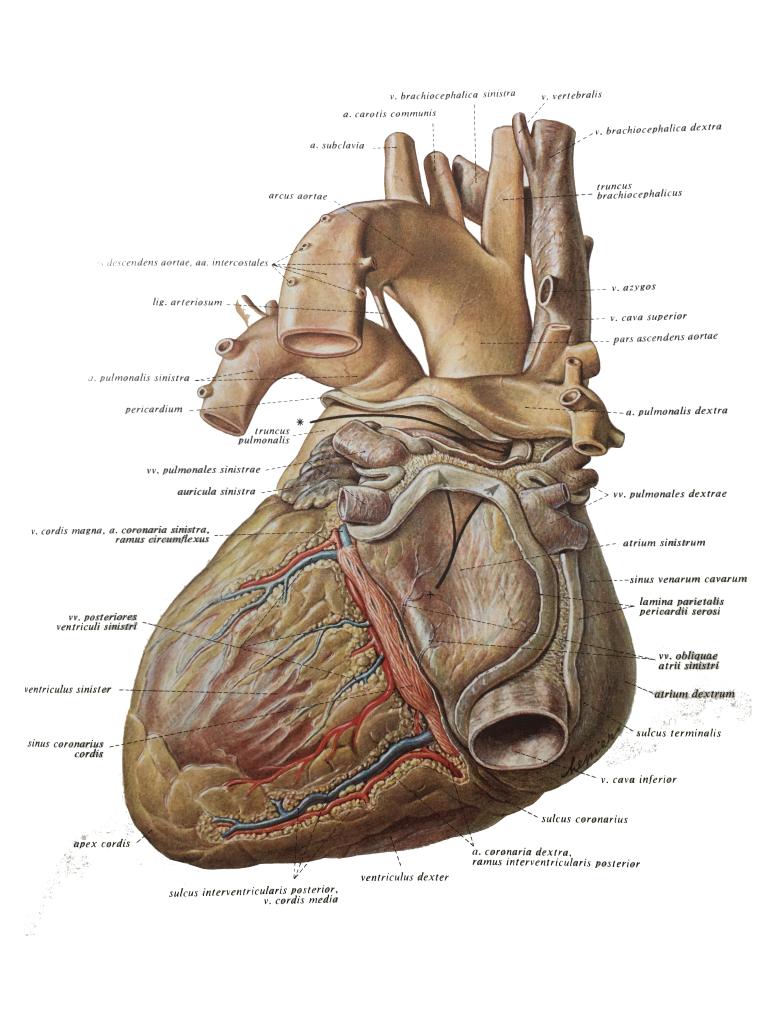 v. brachiocephalica sinistra
v. vertebralis
a. carotis communis
v. brachiocephalica dextra
a. subclavia
truncus
brachiocephalicus
arcus aortae
descendens aortae, aa. intercostales
v. azygos
lig. arteriosum
v. cava superior
pars ascendens aortae
a. pulmonalis sinistra
pericardium
a. pulmonalis dextra
*
truncus
pulmonalis
vv. pulmonales sinistrae
auricula sinistra
vv. pulmonales dextrae
v. cordis magna, a. coronaria sinistra,
ramus circumflexus
atrium sinistrum
sinus venarum cavarum
lamina parietalis
pericardii serosi
vv. posteriores
ventriculi sinistri
vv. obliquae
atrii sinistri
ventriculus sinister
atrium dextrum
sulcus terminalis
sinus coronarius
cordis
v. cava inferior
sulcus coronarius
apex cordis
a. coronaria dextra,
ramus interventricularis posterior
ventriculus dexter
sulcus interventricularis posterior,
v. cordis media